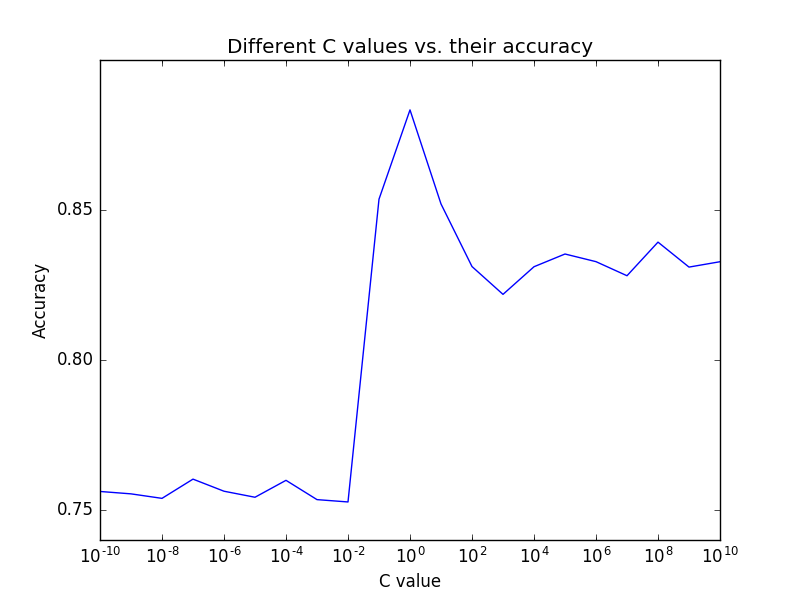 Different C values vs. their accuracy
Accuracy
0.85
0.80
0.75
10^-10 10^-8 10^-6 10^-4 10^-2 10^0 10^2 10^4 10^6 10^8 10^10
C value